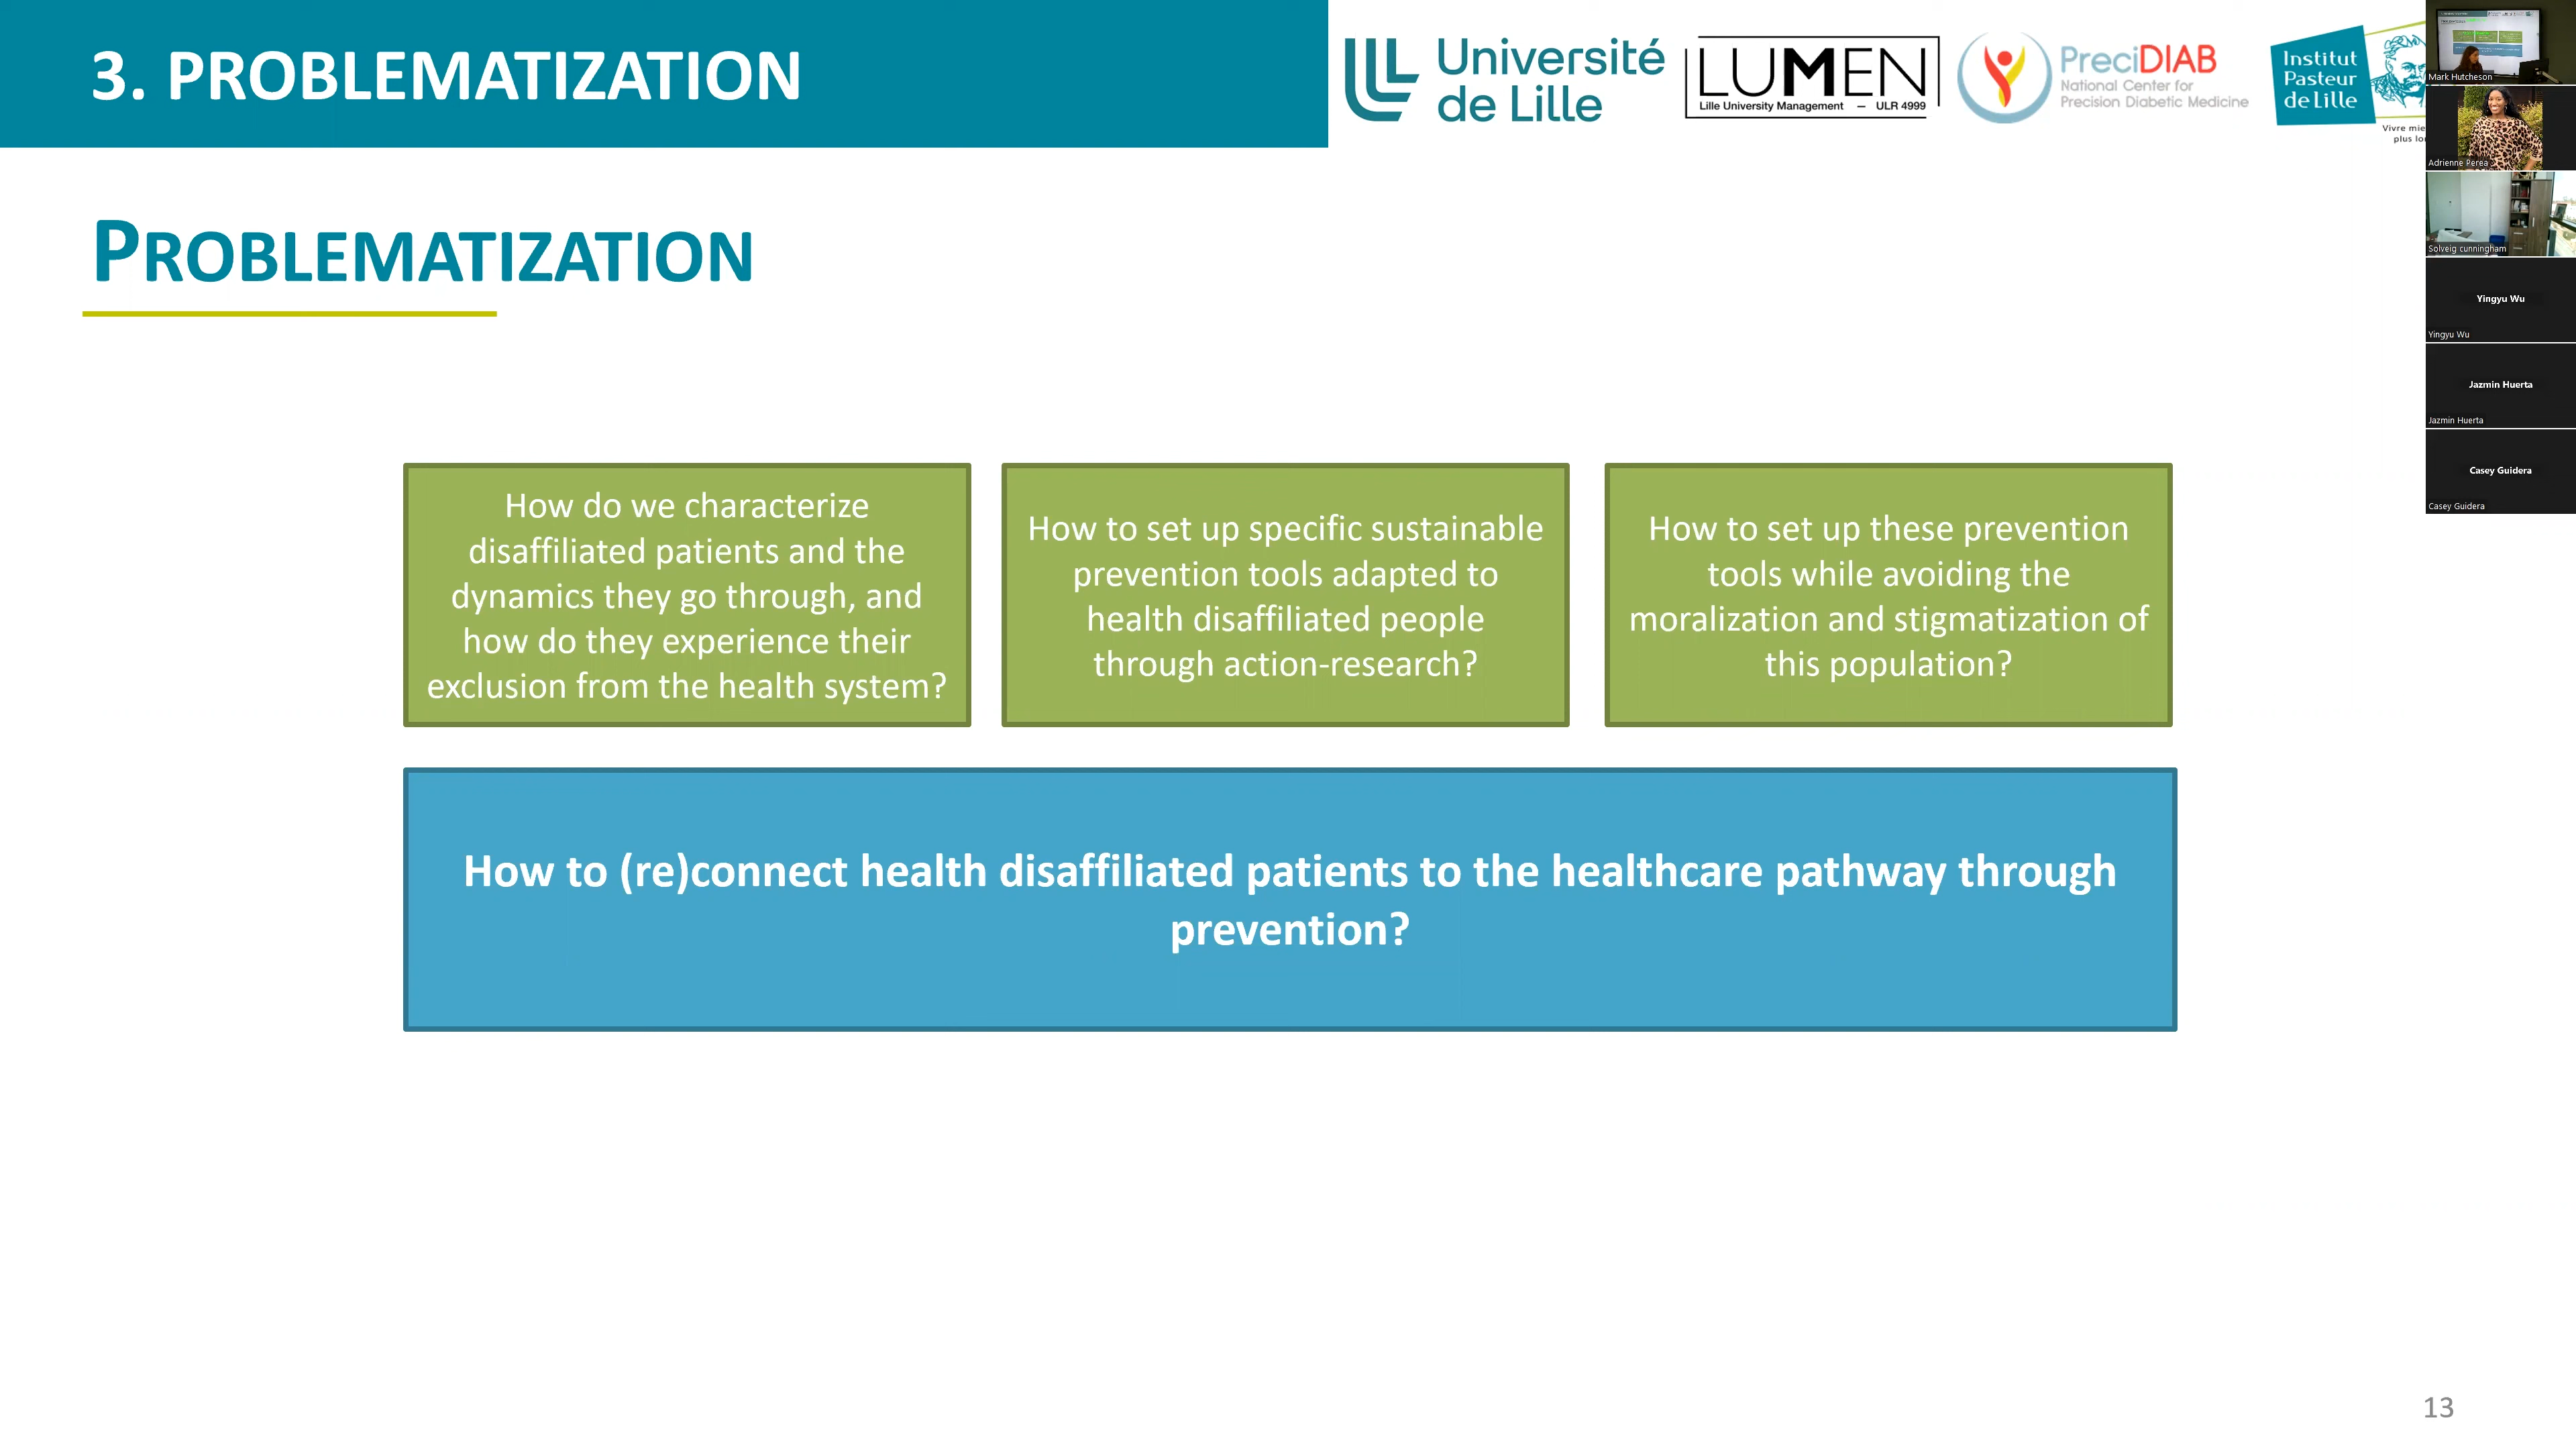 3. PROBLEMATIZATION
Université
de Lille
LUMEN
Lille University Management – ULR 4999
PreciDIAB
National Center for
Precision Diabetic Medicine
Institut
Pasteur
de Lille
Vivre mie
plus lo
PROBLEMATIZATION
How do we characterize
disaffiliated patients and the
dynamics they go through, and
how do they experience their
exclusion from the health system?
How to set up specific sustainable
prevention tools adapted to
health disaffiliated people
through action-research?
How to set up these prevention
tools while avoiding the
moralization and stigmatization of
this population?
How to (re)connect health disaffiliated patients to the healthcare pathway through
prevention?
13
Mark Hutcheson
Adrienne Perea
Solveig cunningham
Yingyu Wu
Yingyu Wu
Jazmin Huerta
Jazmin Huerta
Casey Guidera
Casey Guidera